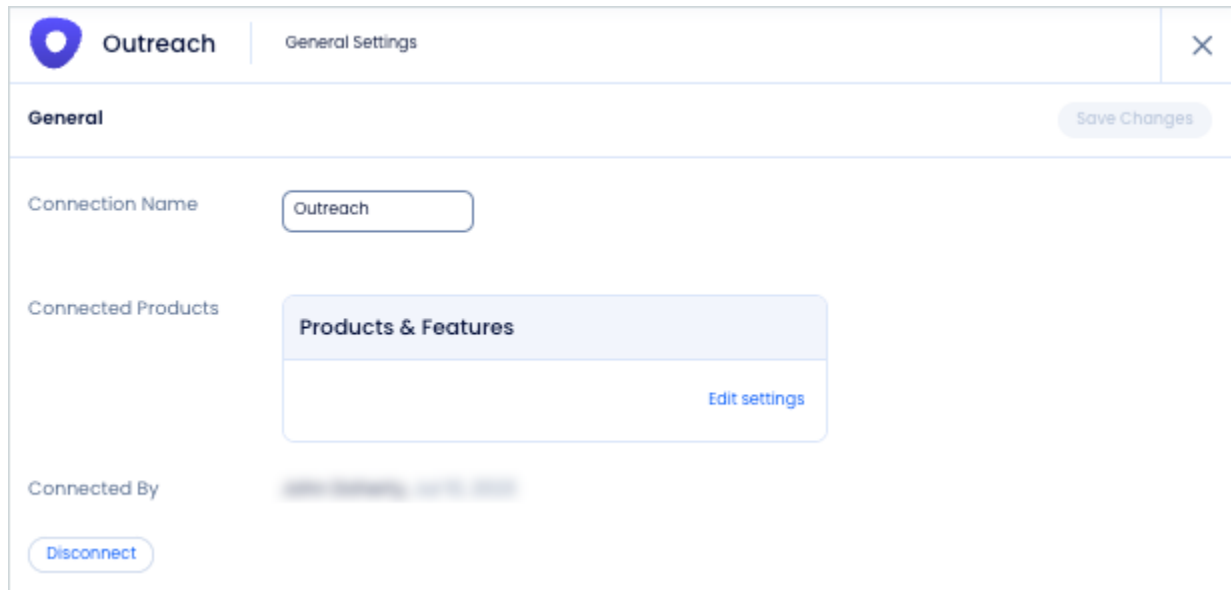 Outreach
General Settings
General
Save Changes
Connection Name
Outreach
Connected Products
Products & Features
Edit settings
Connected By
Disconnect